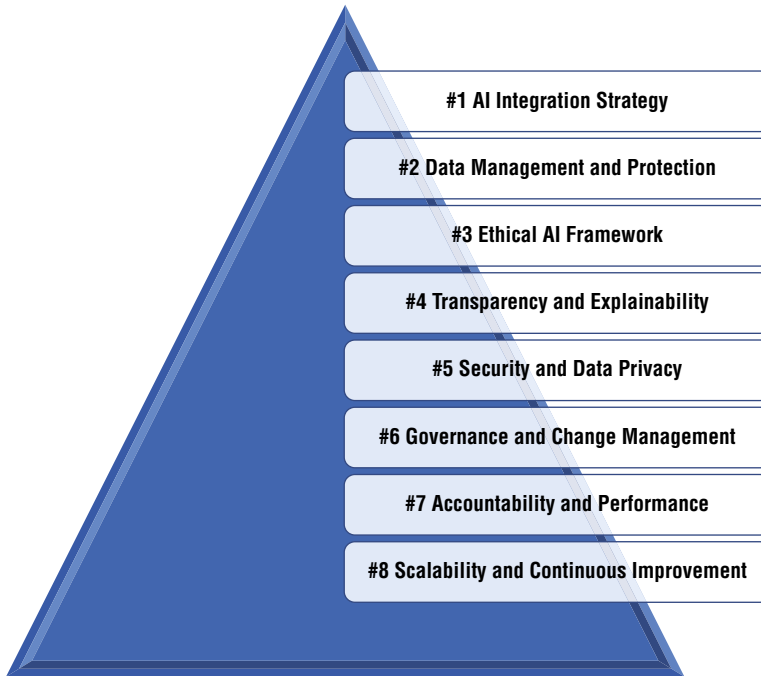 #1 AI Integration Strategy
#2 Data Management and Protection
#3 Ethical AI Framework
#4 Transparency and Explainability
#5 Security and Data Privacy
#6 Governance and Change Management
#7 Accountability and Performance
#8 Scalability and Continuous Improvement